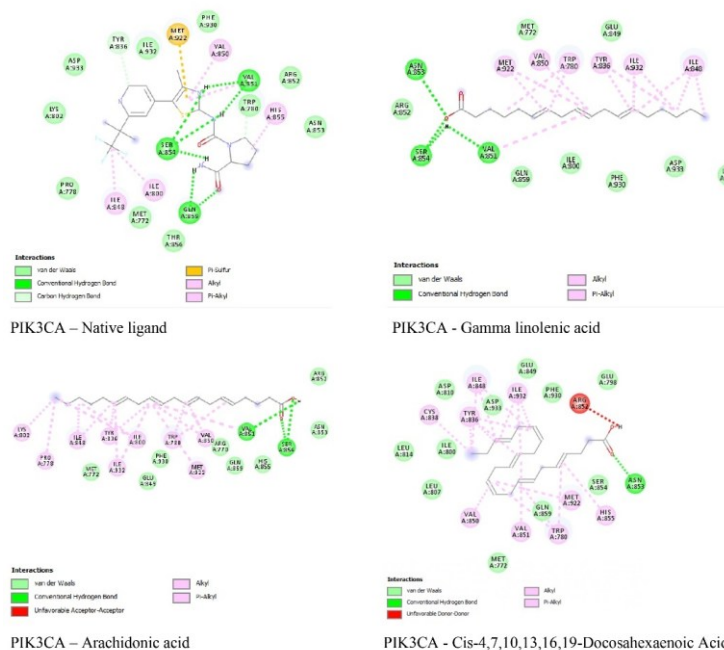 PHE
A:930
MET
A:922
TYR
A:836
ILE
A:932
VAL
A:850
ASP
A:933
VAL
A:851
ARG
A:852
LYS
A:802
TRP
A:780
HIS
A:855
ASN
A:853
SER
A:854
PRO
A:778
ILE
A:848
ILE
A:800
GLN
A:859
MET
A:772
THR
A:856
H
H
H
Interactions
van der Waals
Conventional Hydrogen Bond
Carbon Hydrogen Bond
Pi-Sulfur
Alkyl
Pi-Alkyl
PIK3CA – Native ligand
MET
A:772
GLU
A:849
ASN
A:853
MET
A:922
VAL
A:850
TRP
A:780
TYR
A:836
ILE
A:932
ILE
A:848
ARG
A:852
SER
A:854
VAL
A:851
GLN
A:859
ILE
A:800
PHE
A:930
ASP
A:933
Interactions
van der Waals
Conventional Hydrogen Bond
Alkyl
Pi-Alkyl
PIK3CA - Gamma linolenic acid
ARG
A:852
LYS
A:802
ILE
A:848
TYR
A:836
ILE
A:800
TRP
A:780
VAL
A:850
VAL
A:851
SER
A:854
ASN
A:853
PRO
A:778
MET
A:772
ILE
A:932
PHE
A:930
GLU
A:849
MET
A:922
ARG
A:770
GLN
A:859
HIS
A:855
Interactions
van der Waals
Conventional Hydrogen Bond
Unfavorable Acceptor-Acceptor
Alkyl
Pi-Alkyl
PIK3CA – Arachidonic acid
GLU
A:849
ASP
A:810
ILE
A:848
ILE
A:932
PHE
A:930
GLU
A:798
CYS
A:838
TYR
A:836
ASP
A:933
ARG
A:852
H
LEU
A:814
ILE
A:800
LEU
A:807
SER
A:854
ASN
A:853
MET
A:922
GLN
A:859
HIS
A:855
VAL
A:850
VAL
A:851
TRP
A:780
MET
A:772
Interactions
van der Waals
Conventional Hydrogen Bond
Unfavorable Donor-Donor
Alkyl
Pi-Alkyl
PIK3CA - Cis-4,7,10,13,16,19-Docosahexaenoic Acid